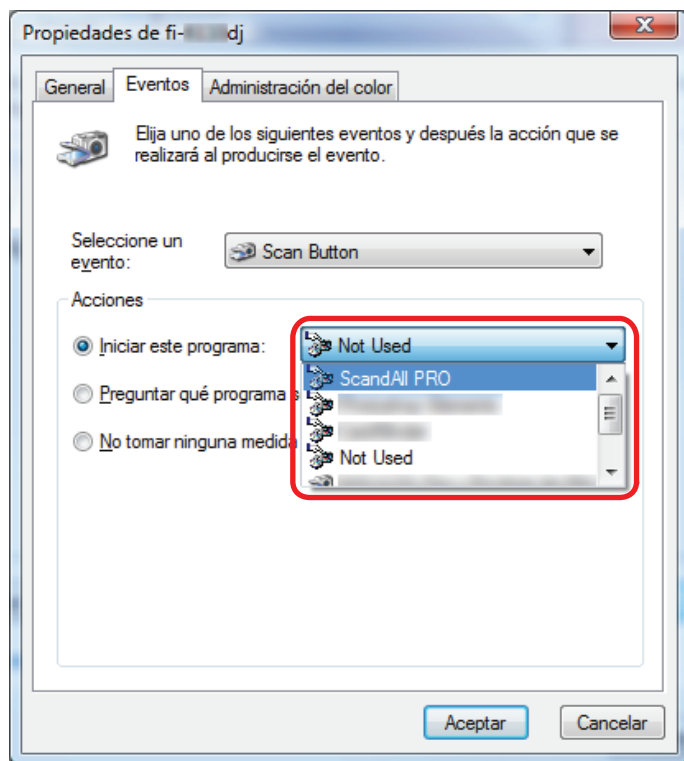 Propiedades de fi- dj
General Eventos Administración del color
Elija uno de los siguientes eventos y después la acción que se
realizará al producirse el evento.
Seleccione un
evento:
Scan Button
Acciones
Iniciar este programa:
Not Used
ScandAll PRO
Preguntar qué programa s
Not Used
No tomar ninguna medida
Aceptar Cancelar